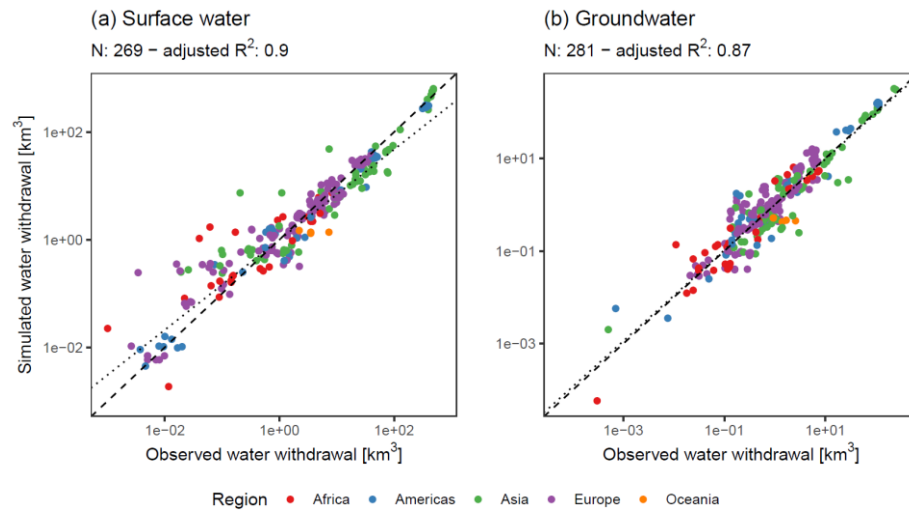 (a) Surface water
N: 269 − adjusted R²: 0.9
(b) Groundwater
N: 281 − adjusted R²: 0.87
Simulated water withdrawal [km³]
1e+02
1e+00
1e−02
1e−02 1e+00 1e+02
Observed water withdrawal [km³]
1e+01
1e−01
1e−03
1e−03 1e−01 1e+01
Observed water withdrawal [km³]
Region Africa Americas Asia Europe Oceania